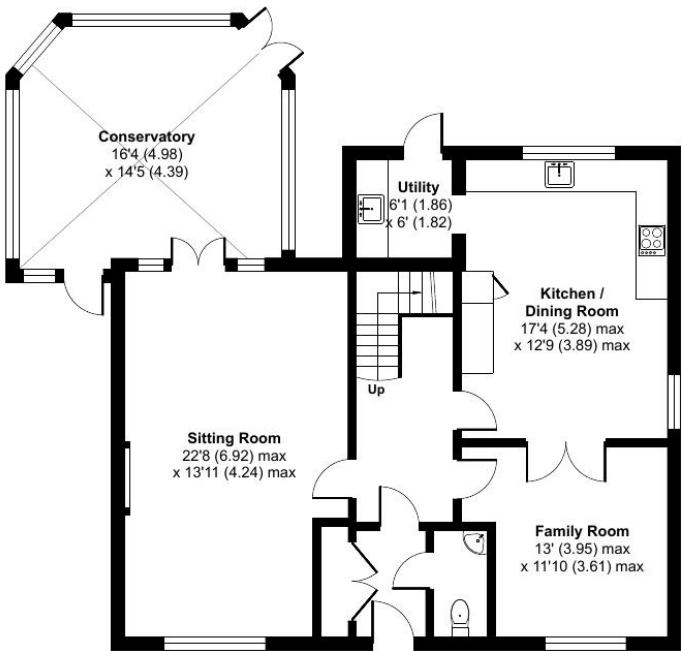 Conservatory
16'4 (4.98)
x 14'5 (4.39)
Utility
6'1 (1.86)
x 6' (1.82)
Kitchen /
Dining Room
17'4 (5.28) max
x 12'9 (3.89) max
Up
Sitting Room
22'8 (6.92) max
x 13'11 (4.24) max
Family Room
13' (3.95) max
x 11'10 (3.61) max